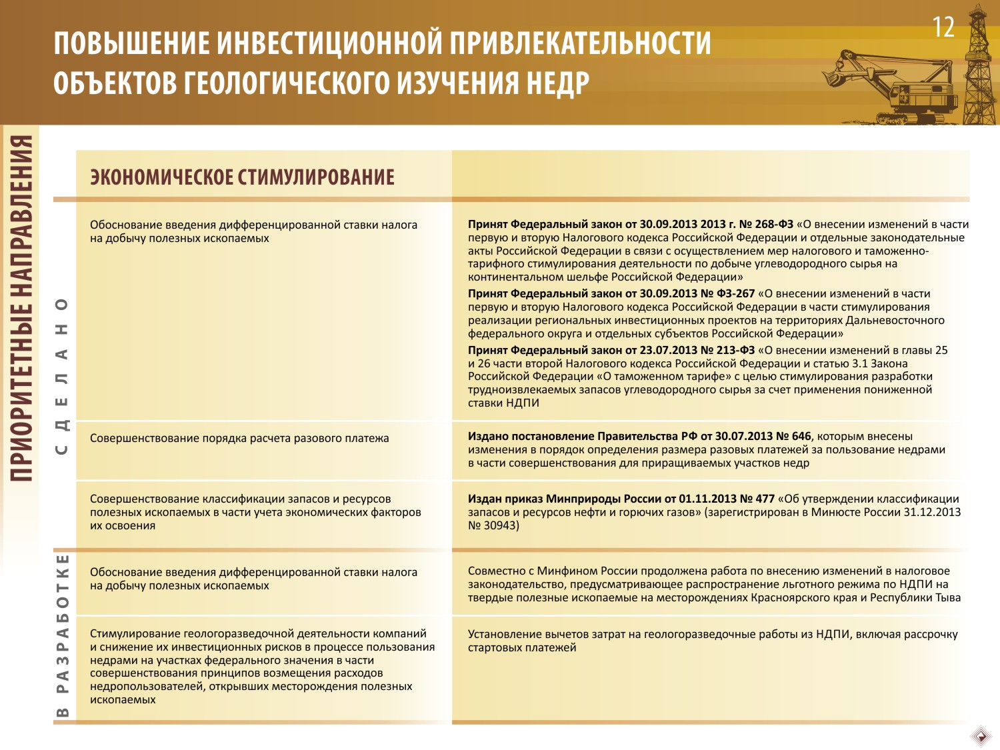 ПОВЫШЕНИЕ ИНВЕСТИЦИОННОЙ ПРИВЛЕКАТЕЛЬНОСТИ
ОБЪЕКТОВ ГЕОЛОГИЧЕСКОГО ИЗУЧЕНИЯ НЕДР
12
ПРИОРИТЕТНЫЕ НАПРАВЛЕНИЯ
ЭКОНОМИЧЕСКОЕ СТИМУЛИРОВАНИЕ
СДЕЛАНО
Обоснование введения дифференцированной ставки налога
на добычу полезных ископаемых
Принят Федеральный закон от 30.09.2013 2013 г. № 268-ФЗ «О внесении изменений в части
первую и вторую Налогового кодекса Российской Федерации и отдельные законодательные
акты Российской Федерации в связи с осуществлением мер налогового и таможенно-
тарифного стимулирования деятельности по добыче углеводородного сырья на
континентальном шельфе Российской Федерации»
Принят Федеральный закон от 30.09.2013 № ФЗ-267 «О внесении изменений в части
первую и вторую Налогового кодекса Российской Федерации в части стимулирования
реализации региональных инвестиционных проектов на территориях Дальневосточного
федерального округа и отдельных субъектов Российской Федерации»
Принят Федеральный закон от 23.07.2013 № 213-ФЗ «О внесении изменений в главы 25
и 26 части второй Налогового кодекса Российской Федерации и статью 3.1 Закона
Российской Федерации «О таможенном тарифе» с целью стимулирования разработки
трудноизвлекаемых запасов углеводородного сырья за счет применения пониженной
ставки НДПИ
Совершенствование порядка расчета разового платежа
Издано постановление Правительства РФ от 30.07.2013 № 646, которым внесены
изменения в порядок определения размера разовых платежей за пользование недрами
в части совершенствования для приращиваемых участков недр
Совершенствование классификации запасов и ресурсов
полезных ископаемых в части учета экономических факторов
их освоения
Издан приказ Минприроды России от 01.11.2013 № 477 «Об утверждении классификации
запасов и ресурсов нефти и горючих газов» (зарегистрирован в Минюсте России 31.12.2013
№ 30943)
В РАЗРАБОТКЕ
Обоснование введения дифференцированной ставки налога
на добычу полезных ископаемых
Совместно с Минфином России продолжена работа по внесению изменений в налоговое
законодательство, предусматривающее распространение льготного режима по НДПИ на
твердые полезные ископаемые на месторождениях Красноярского края и Республики Тыва
Стимулирование геологоразведочной деятельности компаний
и снижение их инвестиционных рисков в процессе пользования
недрами на участках федерального значения в части
совершенствования принципов возмещения расходов
недропользователей, открывших месторождения полезных
ископаемых
Установление вычетов затрат на геологоразведочные работы из НДПИ, включая рассрочку
стартовых платежей